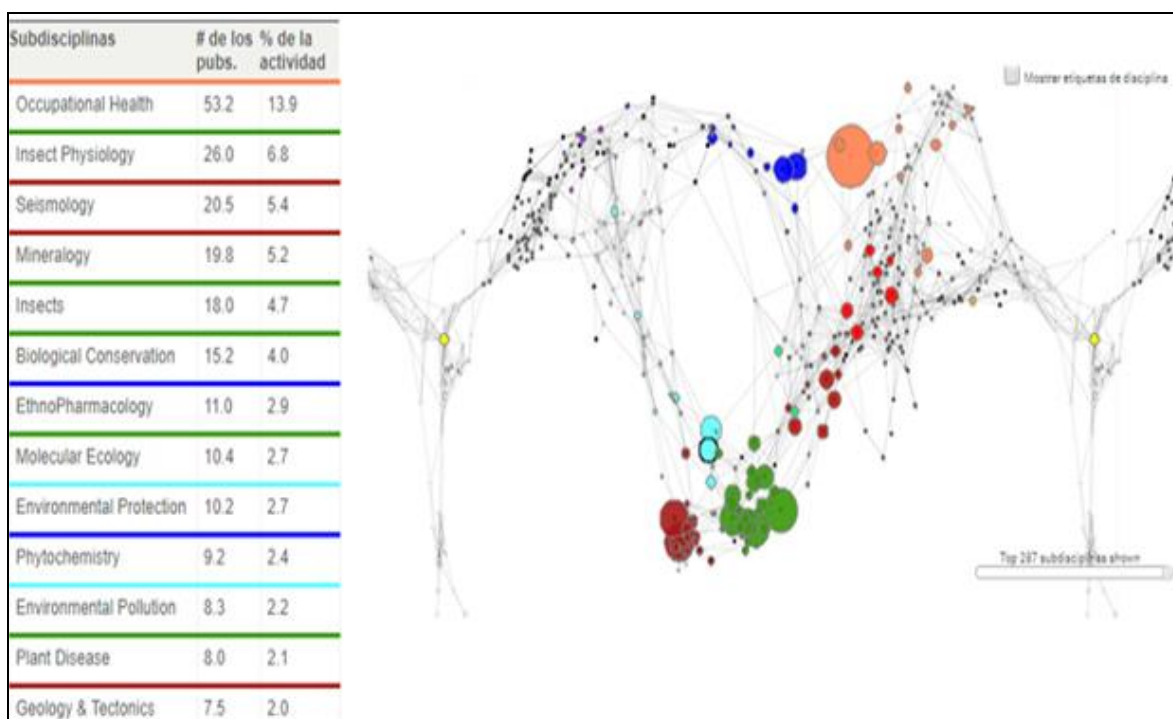 Subdisciplinas # de los % de la
pubs. actividad
Occupational Health 53.2 13.9
Insect Physiology 26.0 6.8
Seismology 20.5 5.4
Mineralogy 19.8 5.2
Insects 18.0 4.7
Biological Conservation 15.2 4.0
EthnoPharmacology 11.0 2.9
Molecular Ecology 10.4 2.7
Environmental Protection 10.2 2.7
Phytochemistry 9.2 2.4
Environmental Pollution 8.3 2.2
Plant Disease 8.0 2.1
Geology & Tectonics 7.5 2.0
Mostrar etiquetas de disciplina
Top 287 subdisciplinas shown